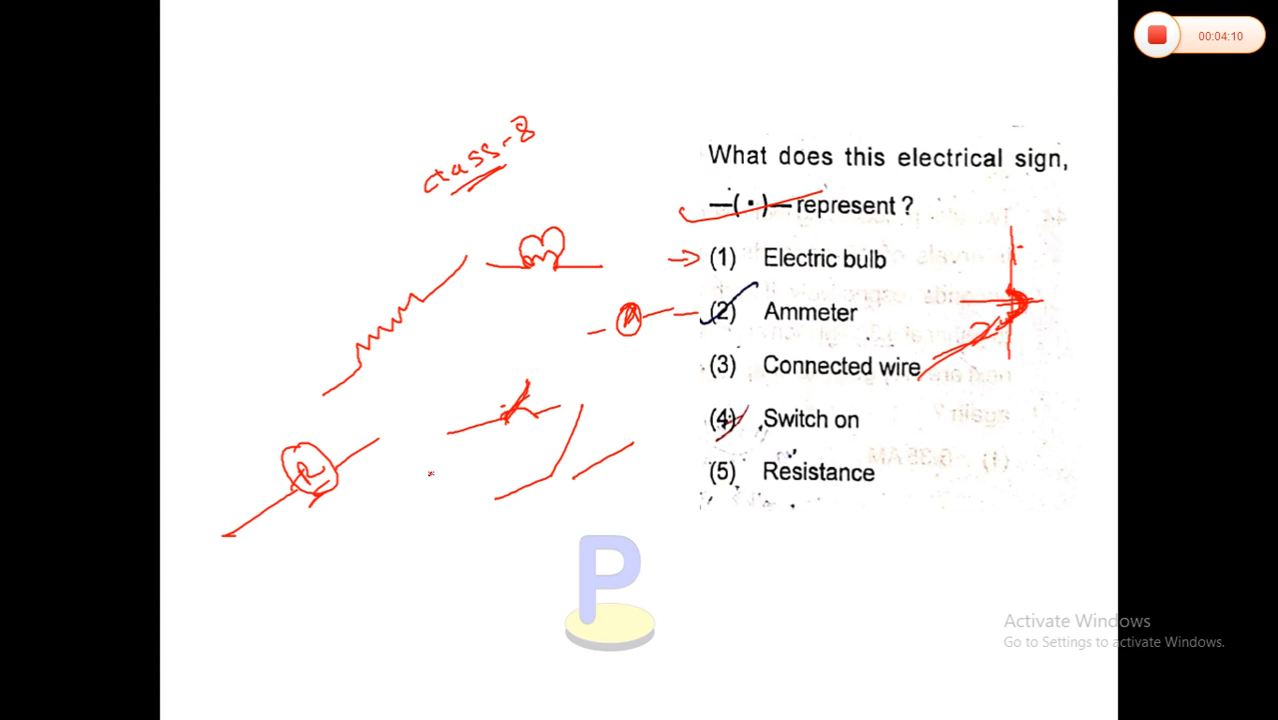 00:04:10
class-8
What does this electrical sign,
—(·)— represent ?
(1) Electric bulb
A
(2) Ammeter
(3) Connected wire
(4) Switch on
R
(5) Resistance
P
Activate Windows
Go to Settings to activate Windows.